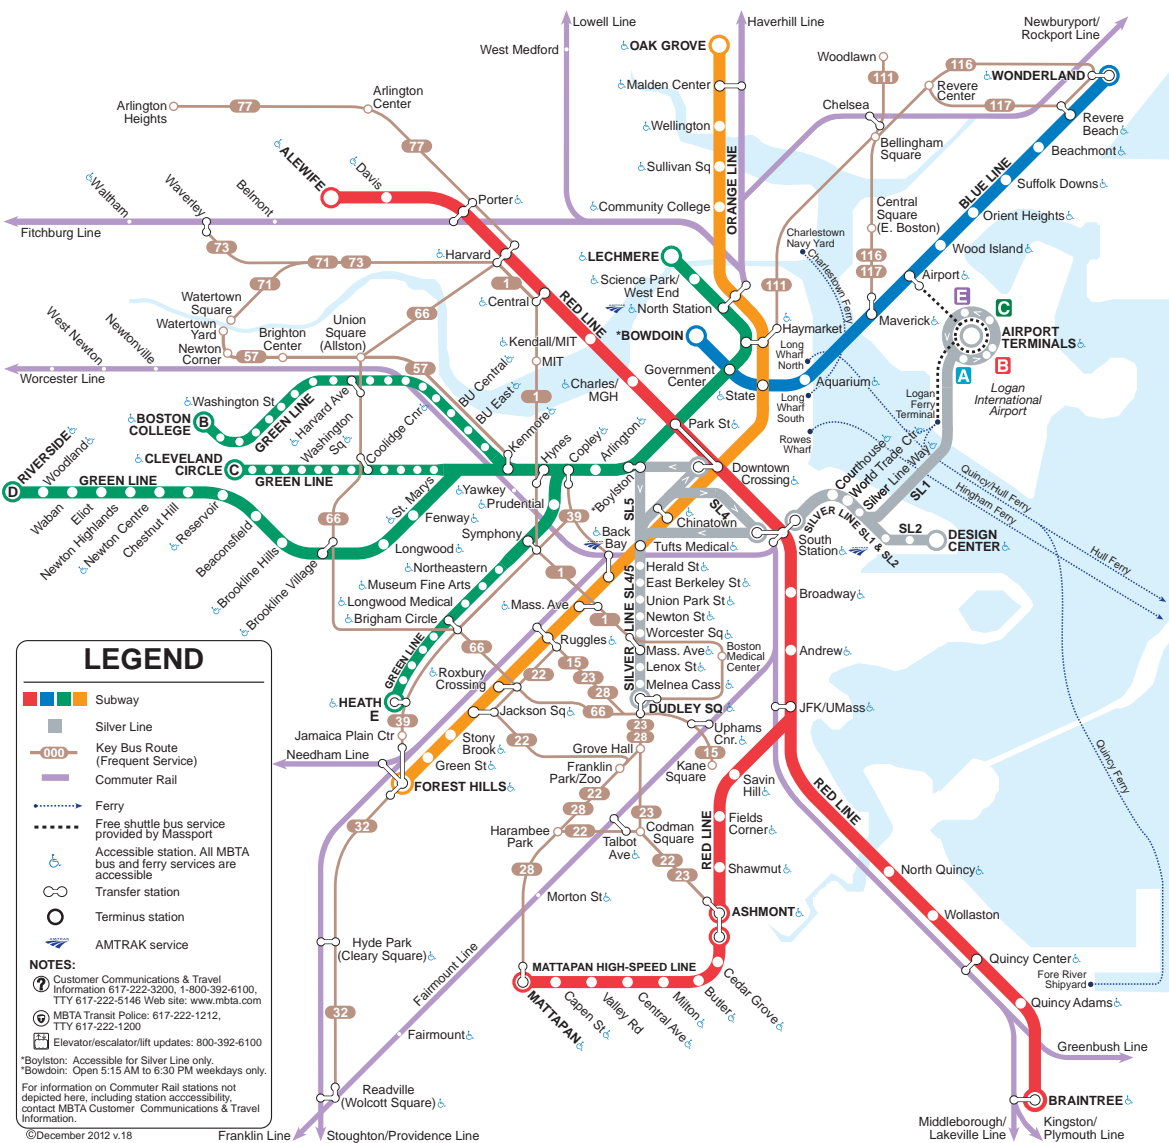 Lowell Line
Haverhill Line
Newburyport/
Rockport Line
West Medford
OAK GROVE
Woodlawn
116
111
WONDERLAND
Malden Center
Revere
Center
117
Arlington
Heights
77
Arlington
Center
Chelsea
Revere
Beach
Wellington
77
Bellingham
Square
ALEWIFE
Davis
Sullivan Sq
ORANGE LINE
BLUE LINE
Beachmont
Waltham
Waverley
Belmont
Porter
Community College
Suffolk Downs
Central
Square
(E. Boston)
Orient Heights
Fitchburg Line
Charlestown
Navy Yard
Wood Island
73
71
73
Harvard
LECHMERE
Charlestown Ferry
116
117
Airport
71
1
Science Park/
West End
111
E
C
Watertown
Square
Central
RED LINE
AMTRAK
North Station
Maverick
AIRPORT
TERMINALS
West Newton
Newtonville
Watertown
Yard
Brighton
Center
Union
Square
(Allston)
66
Kendall/MIT
*BOWDOIN
Haymarket
Long
Wharf
North
Newton
Corner
57
57
MIT
Government
Center
A
B
Worcester Line
BU Central
BU East
Charles/
MGH
State
Aquarium
Logan
International
Airport
Washington St
Harvard Ave
1
Long
Wharf
South
Logan
Ferry
Terminal
BOSTON
COLLEGE
B
GREEN LINE
Washington
Sq
Coolidge Cnr
Kenmore
Hynes
Copley
Arlington
Park St
Rowes
Wharf
RIVERSIDE
Woodland
CLEVELAND
CIRCLE
C
GREEN LINE
Downtown
Crossing
Courthouse
World Trade Ctr
Silver Line Way
Quincy/Hull Ferry
Hingham Ferry
D
GREEN LINE
St. Marys
Yawkey
Prudential
*Boylston
SL5
SL4
SL1
Waban
Eliot
Newton Highlands
Newton Centre
Chestnut Hill
Reservoir
Beaconsfield
Brookline Hills
Brookline Village
66
Fenway
39
Chinatown
SILVER LINE SL1 & SL2
SL2
DESIGN
CENTER
Symphony
AMTRAK
Back
Bay
Tufts Medical
South
Station
AMTRAK
Hull Ferry
Longwood
Northeastern
1
Herald St
Museum Fine Arts
East Berkeley St
Longwood Medical
Mass. Ave
Union Park St
Broadway
Brigham Circle
1
Newton St
SILVER LINE SL4/5
Worcester Sq
66
Ruggles
Mass. Ave
Boston
Medical
Center
Andrew
GREEN LINE
Roxbury
Crossing
15
22
23
28
Lenox St
Melnea Cass
HEATH
E
66
DUDLEY SQ
JFK/UMass
39
Jackson Sq
23
28
Uphams
Cnr.
Jamaica Plain Ctr
Stony
Brook
22
Grove Hall
15
Needham Line
Green St
Franklin
Park/Zoo
Kane
Square
Quincy Ferry
FOREST HILLS
22
Savin
Hill
RED LINE
28
23
32
Harambee
Park
22
Talbot
Ave
Codman
Square
RED LINE
Fields
Corner
28
22
23
Shawmut
North Quincy
Morton St
ASHMONT
Wollaston
Hyde Park
(Cleary Square)
Fairmount Line
MATTAPAN HIGH-SPEED LINE
Quincy Center
MATTAPAN
Capen St
Valley Rd
Central Ave
Milton
Butler
Cedar Grove
Fore River
Shipyard
32
Quincy Adams
Fairmount
Greenbush Line
Readville
(Wolcott Square)
BRAINTREE
Franklin Line
Stoughton/Providence Line
Middleborough/
Lakeville Line
Kingston/
Plymouth Line
LEGEND
Subway
Silver Line
000
Key Bus Route
(Frequent Service)
Commuter Rail
Ferry
Free shuttle bus service
provided by Massport
Accessible station. All MBTA
bus and ferry services are
accessible
Transfer station
Terminus station
AMTRAK
AMTRAK service
NOTES:
Customer Communications & Travel
Information 617-222-3200, 1-800-392-6100,
TTY 617-222-5146 Web site: www.mbta.com
MBTA Transit Police: 617-222-1212,
TTY 617-222-1200
Elevator/escalator/lift updates: 800-392-6100
*Boylston: Accessible for Silver Line only.
*Bowdoin: Open 5:15 AM to 6:30 PM weekdays only.
For information on Commuter Rail stations not
depicted here, including station acccessibility,
contact MBTA Customer Communications & Travel
Information.
©December 2012 v.18